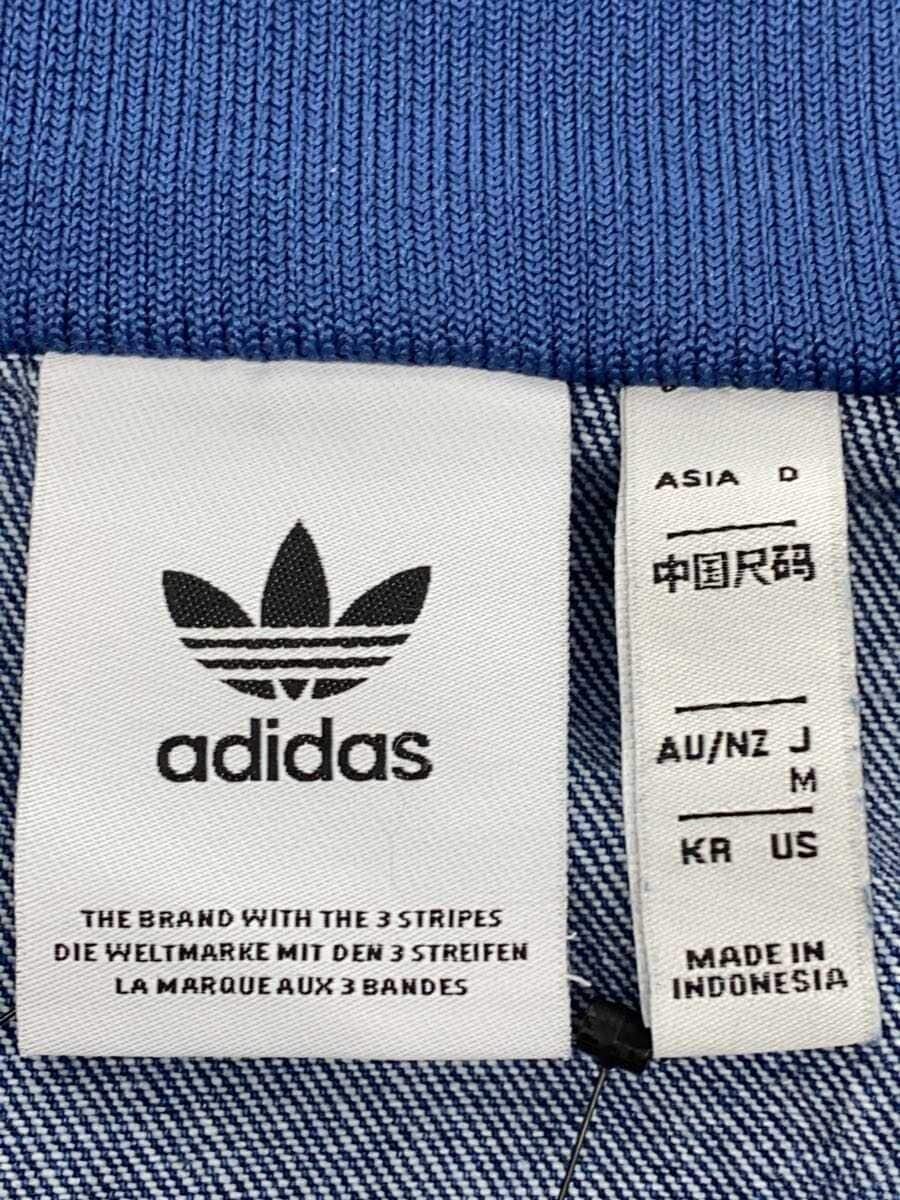 adidas
THE BRAND WITH THE 3 STRIPES
DIE WELTMARKE MIT DEN 3 STREIFEN
LA MARQUE AUX 3 BANDES
ASIA D
中国尺码
AU/NZ J
M
KR US
MADE IN
INDONESIA